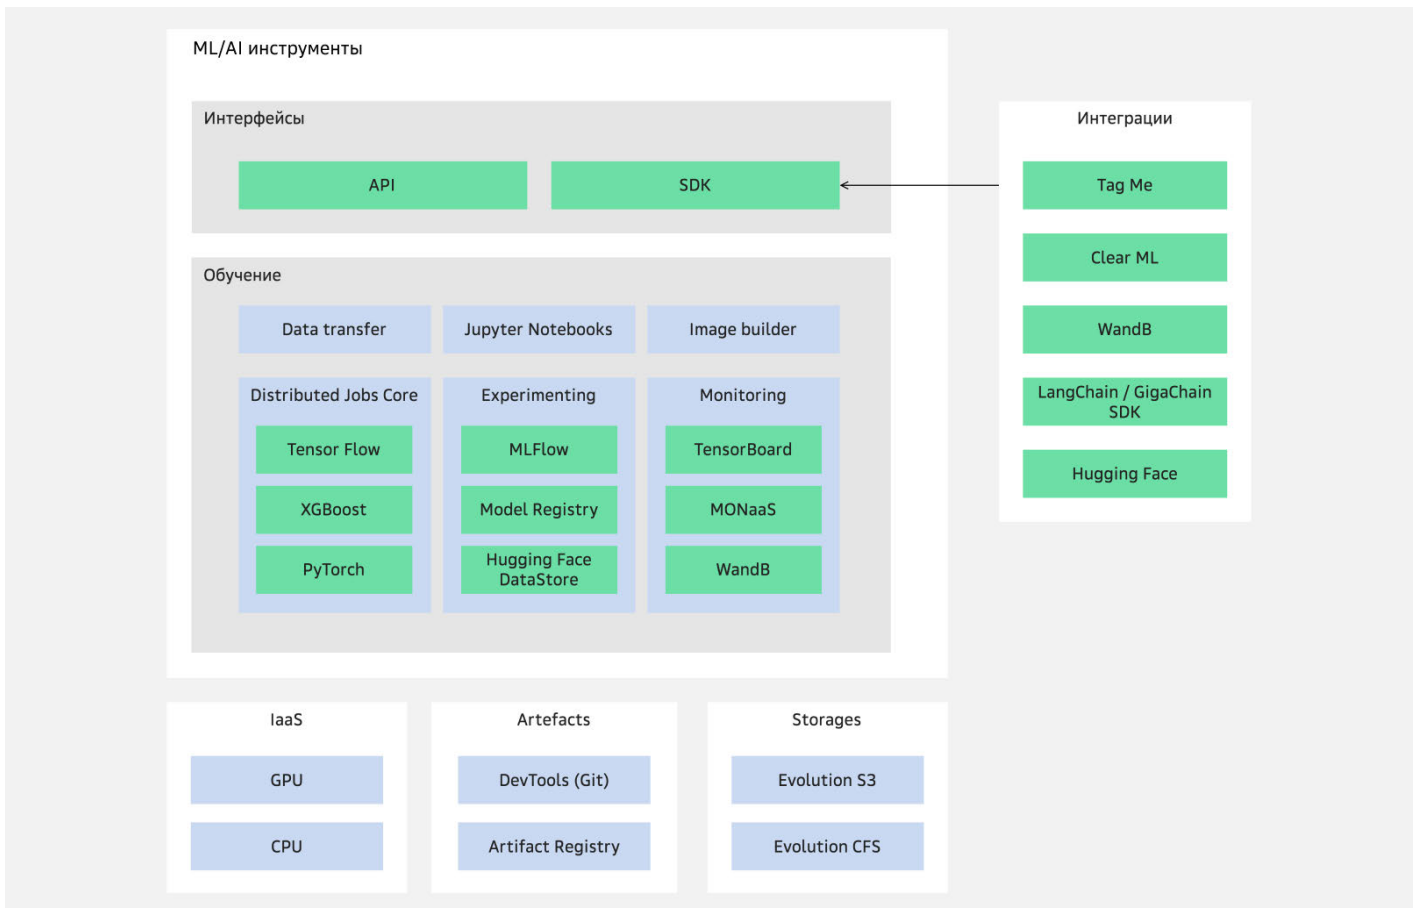 ML/AI инструменты
Интерфейсы
API
SDK
Обучение
Data transfer
Jupyter Notebooks
Image builder
Distributed Jobs Core
Tensor Flow
XGBoost
PyTorch
Experimenting
MLFlow
Model Registry
Hugging Face
DataStore
Monitoring
TensorBoard
MONaaS
WandB
Интеграции
Tag Me
Clear ML
WandB
LangChain / GigaChain
SDK
Hugging Face
IaaS
GPU
CPU
Artefacts
DevTools (Git)
Artifact Registry
Storages
Evolution S3
Evolution CFS